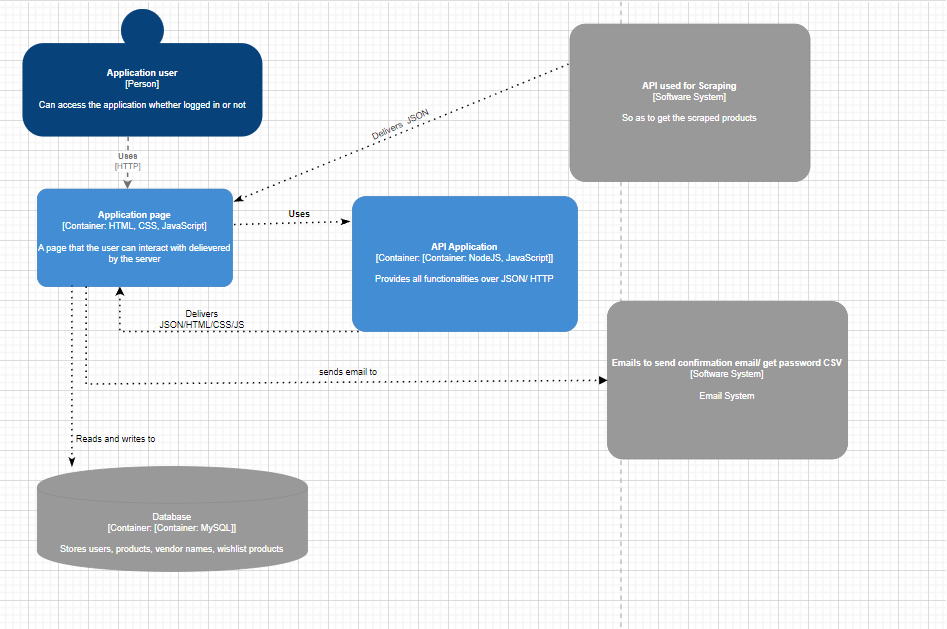 Application user
[Person]
Can access the application whether logged in or not
Uses
[HTTP]
API used for Scraping
[Software System]
So as to get the scraped products
Delivers JSON
Application page
[Container: HTML, CSS, JavaScript]
A page that the user can interact with delievered
by the server
Uses
API Application
[Container: [Container: NodeJS, JavaScript]]
Provides all functionalities over JSON/ HTTP
Delivers
JSON/HTML/CSS/JS
sends email to
Emails to send confirmation email/ get password CSV
[Software System]
Email System
Reads and writes to
Database
[Container: [Container: MySQL]]
Stores users, products, vendor names, wishlist products